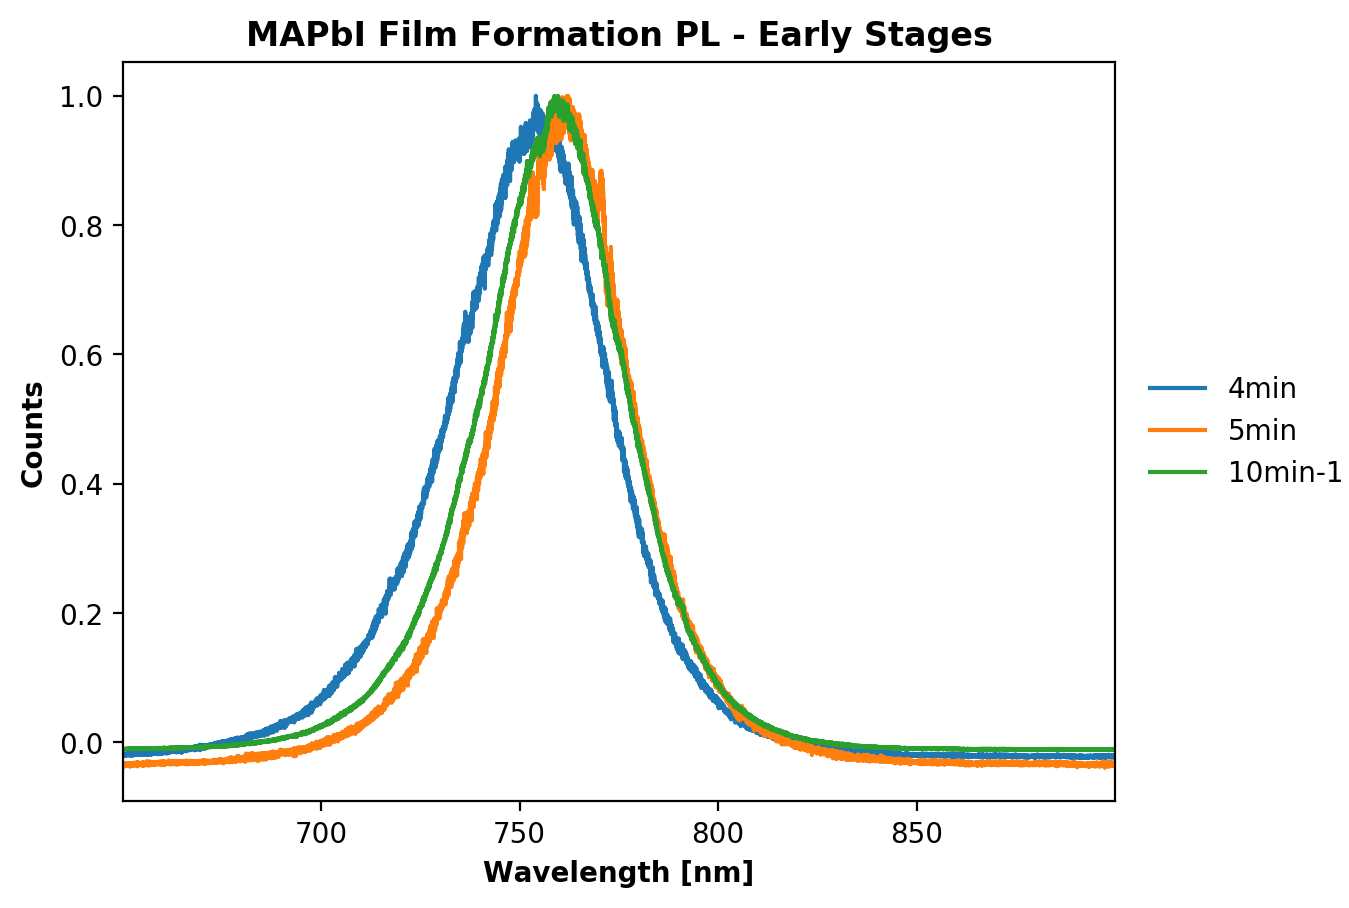 MAPbI Film Formation PL - Early Stages
1.0
0.8
0.6
0.4
0.2
0.0
Counts
700 750 800 850
Wavelength [nm]
4min
5min
10min-1